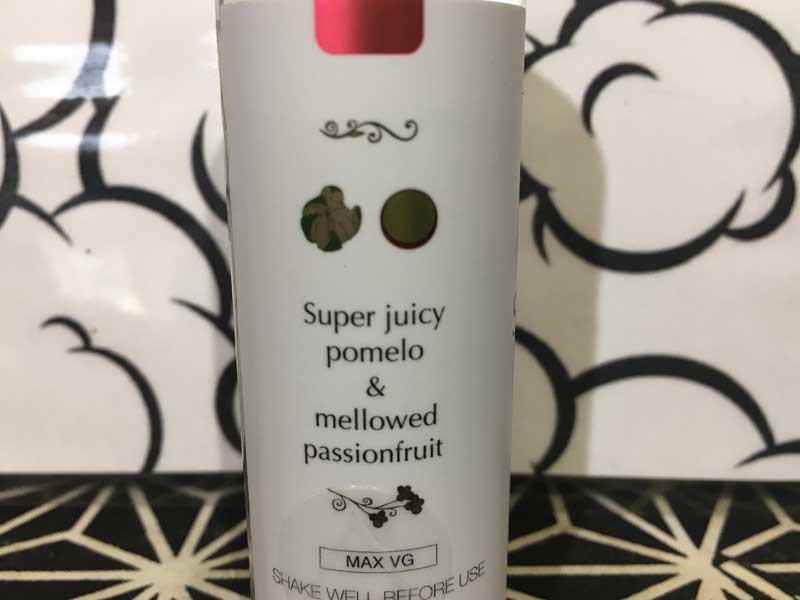 Super juicy
pomelo
&
mellowed
passionfruit
MAX VG
SHAKE WELL BEFORE USE